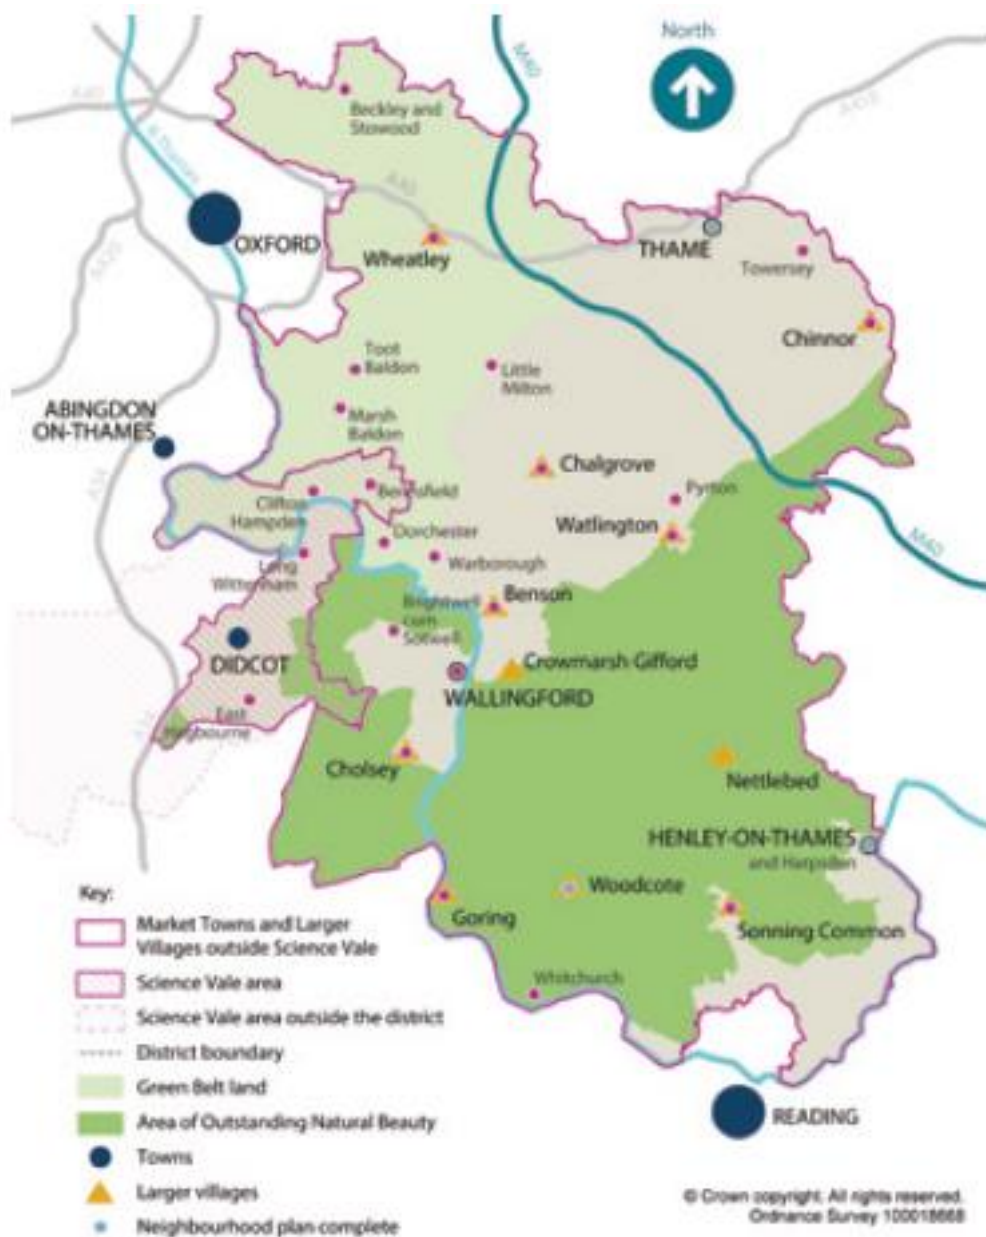 North
M40
A40
Beckley and
Stowood
R Thames
A40
OXFORD
Wheatley
THAME
Towersey
Chinnor
Toot
Baldon
Little
Milton
ABINGDON
ON-THAMES
Marsh
Baldon
Chalgrove
Berinsfield
Pyrton
Clifton
Hampden
Watlington
Dorchester
M40
Long
Wittenham
Warborough
Benson
Brightwell
cum
Sotwell
DIDCOT
Crowmarsh Gifford
WALLINGFORD
East
Hagbourne
Cholsey
Nettlebed
HENLEY-ON-THAMES
and Harpsden
Woodcote
Goring
Sonning Common
Whitchurch
READING
Key:
Market Towns and Larger
Villages outside Science Vale
Science Vale area
Science Vale area outside the district
District boundary
Green Belt land
Area of Outstanding Natural Beauty
Towns
Larger villages
Neighbourhood plan complete
© Crown copyright. All rights reserved.
Ordnance Survey 100018668